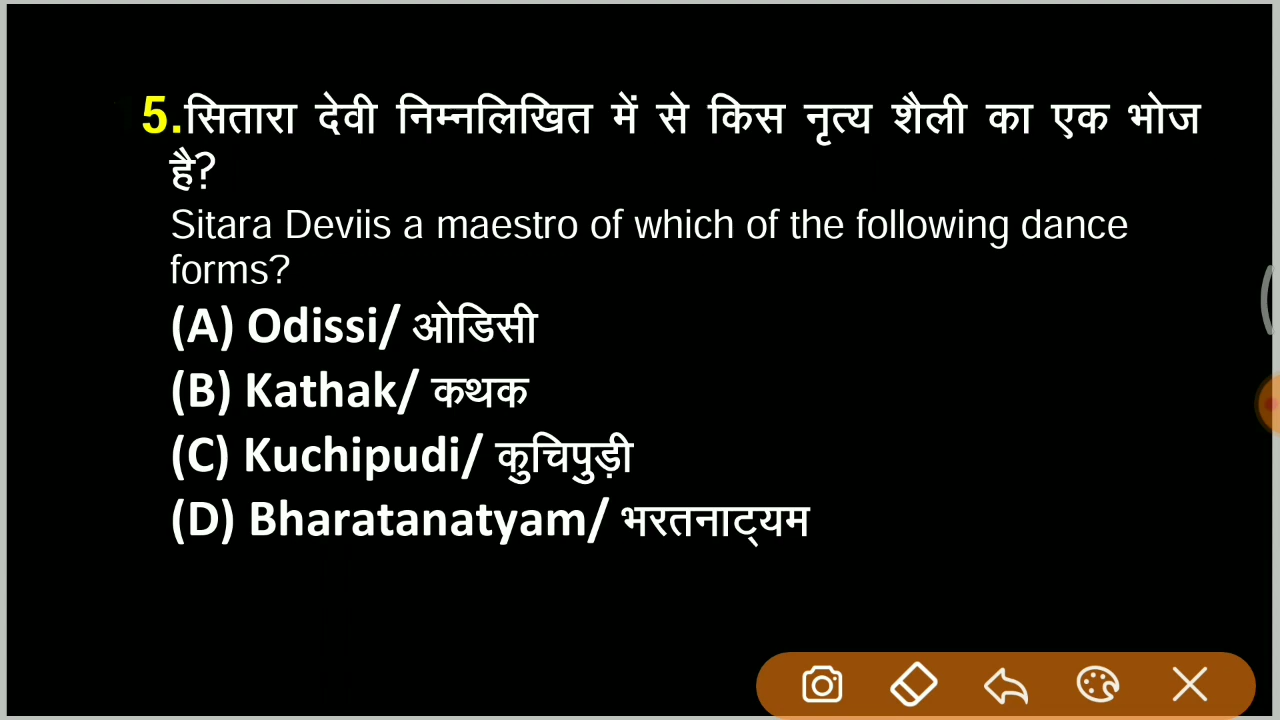 5.सितारा देवी निम्नलिखित में से किस नृत्य शैली का एक भोज
है?
Sitara Deviis a maestro of which of the following dance
forms?
(A) Odissi/ ओडिसी
(B) Kathak/ कथक
(C) Kuchipudi/ कुचिपुड़ी
(D) Bharatanatyam/ भरतनाट्यम